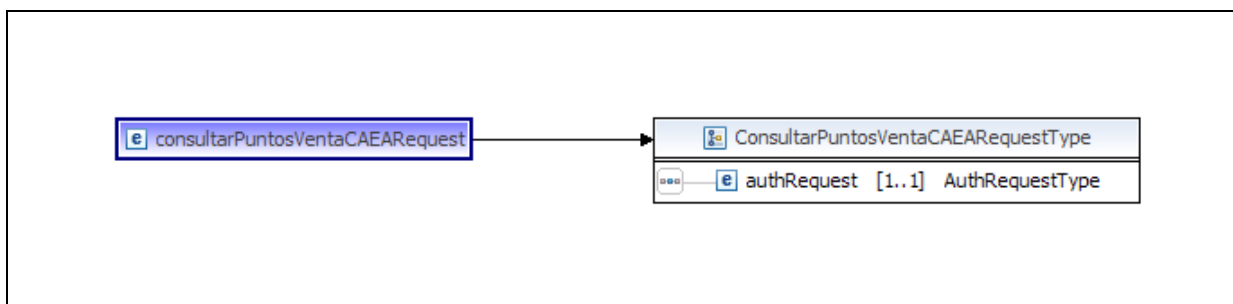 e consultarPuntosVentaCAEARequest
ConsultarPuntosVentaCAEARequestType
e authRequest [1..1] AuthRequestType